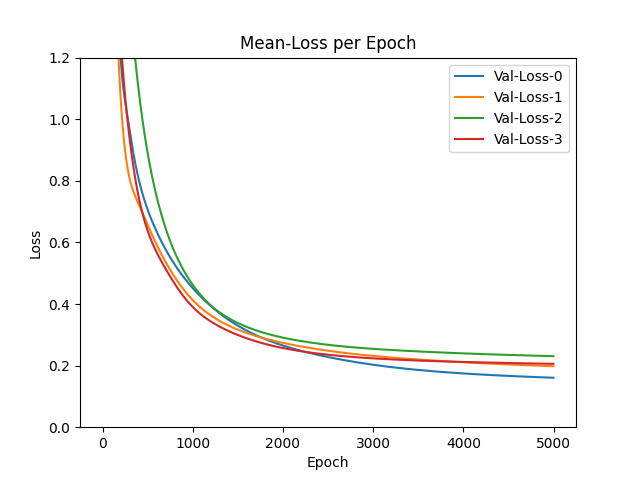 Mean-Loss per Epoch
1.2
1.0
0.8
0.6
0.4
0.2
0.0
Loss
Val-Loss-0
Val-Loss-1
Val-Loss-2
Val-Loss-3
0 1000 2000 3000 4000 5000
Epoch